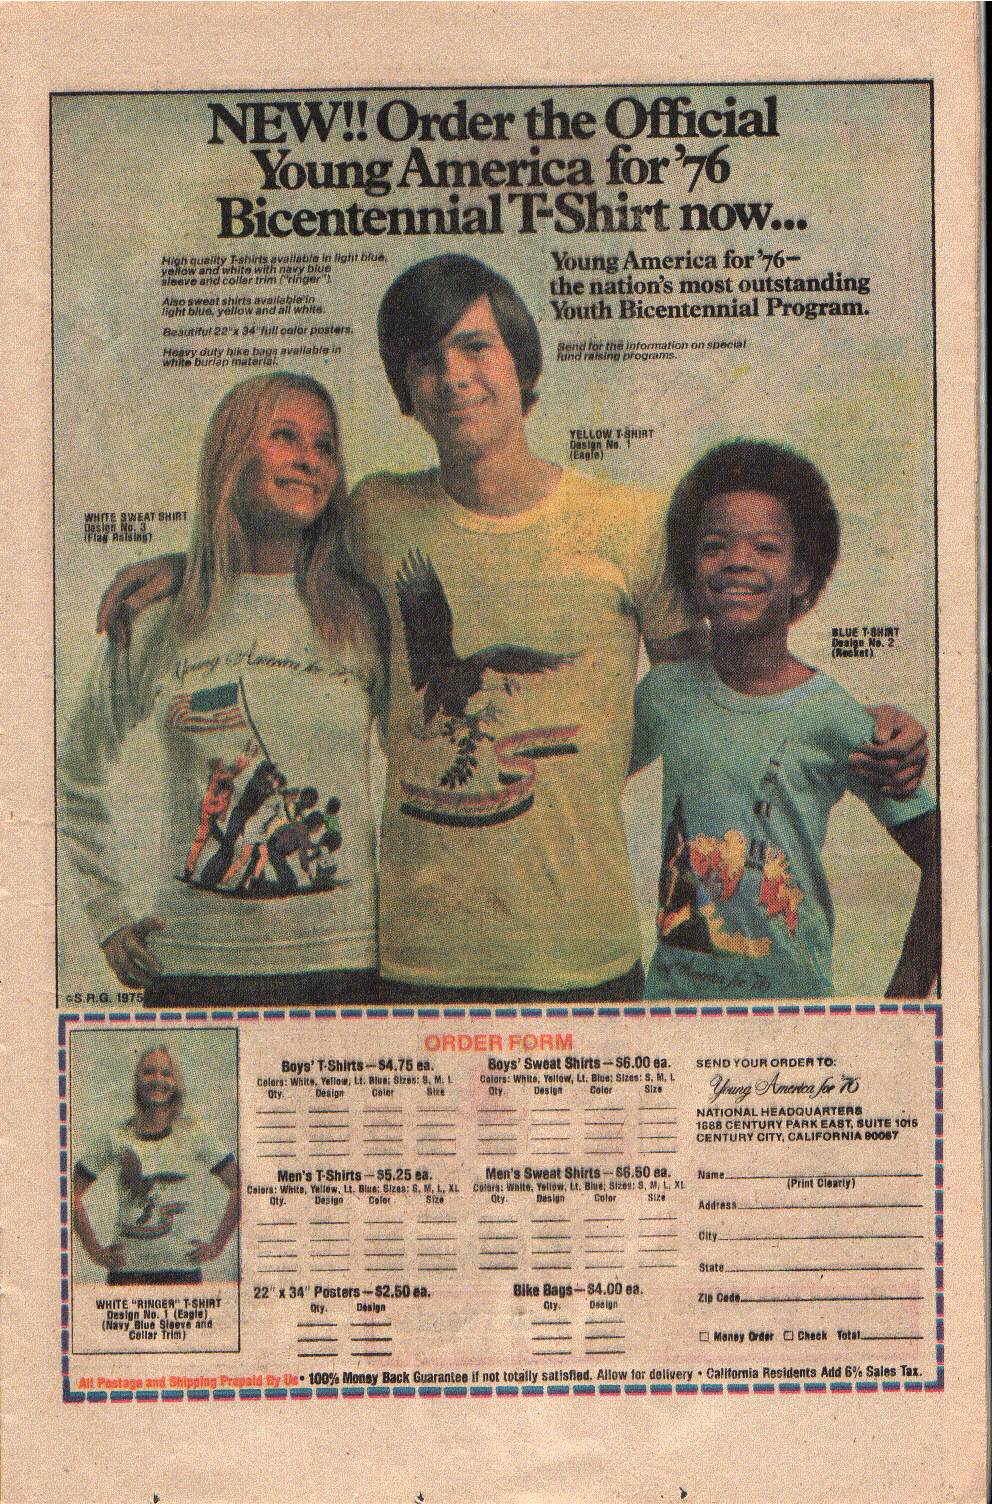 NEW!! Order the Official
Young America for '76
Bicentennial T-Shirt now...
High quality T-shirts available in light blue,
yellow and white with navy blue
sleeve and collar trim ("ringer").
Also sweat shirts available in
light blue, yellow and all white.
Beautiful 22" x 34" full color posters.
Heavy duty bike bags available in
white burlap material.
Young America for '76—
the nation's most outstanding
Youth Bicentennial Program.
Send for the information on special
fund raising programs.
YELLOW T-SHIRT
Design No. 1
(Eagle)
WHITE SWEAT SHIRT
Design No. 3
(Flag Raising)
BLUE T-SHIRT
Design No. 2
(Rocket)
Young America for '76
America for '76
©S.R.G. 1975
ORDER FORM
Boys' T-Shirts—$4.75 ea.
Colors: White, Yellow, Lt. Blue; Sizes: S, M, L
Qty. Design Color Size
Boys' Sweat Shirts—$6.00 ea.
Colors: White, Yellow, Lt. Blue; Sizes: S, M, L
Qty. Design Color Size
Men's T-Shirts—$5.25 ea.
Colors: White, Yellow, Lt. Blue; Sizes: S, M, L, XL
Qty. Design Color Size
Men's Sweat Shirts—$6.50 ea.
Colors: White, Yellow, Lt. Blue; Sizes: S, M, L, XL
Qty. Design Color Size
22" x 34" Posters—$2.50 ea.
Qty. Design
Bike Bags—$4.00 ea.
Qty. Design
SEND YOUR ORDER TO:
Young America for '76
NATIONAL HEADQUARTERS
1888 CENTURY PARK EAST, SUITE 1015
CENTURY CITY, CALIFORNIA 90067
Name
(Print Clearly)
Address
City
State
Zip Code
Money Order Check Total
WHITE "RINGER" T-SHIRT
Design No. 1 (Eagle)
(Navy Blue Sleeve and
Collar Trim)
All Postage and Shipping Prepaid By Us • 100% Money Back Guarantee if not totally satisfied. Allow for delivery • California Residents Add 6% Sales Tax.